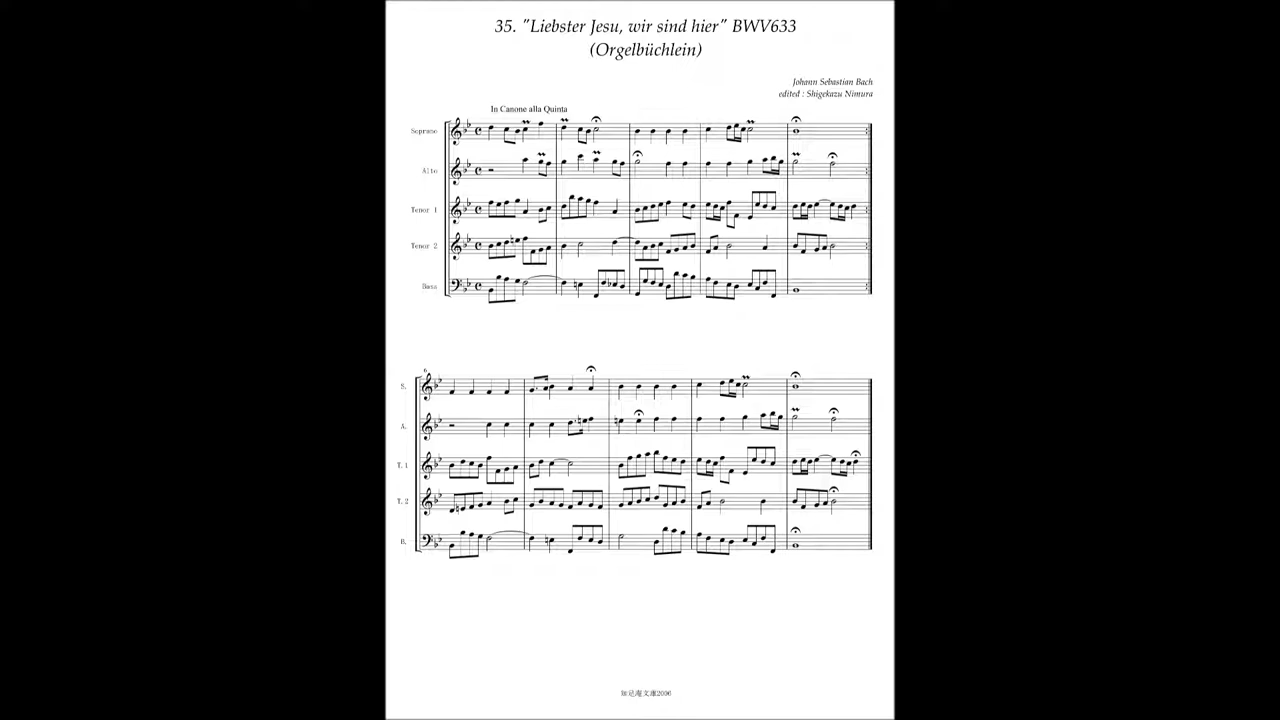 35. "Liebster Jesu, wir sind hier" BWV633
(Orgelbüchlein)
Johann Sebastian Bach
edited : Shigekazu Nimura
In Canone alla Quinta
Soprano
Alto
Tenor 1
Tenor 2
Bass
6
S.
A.
T. 1
T. 2
B.
知足庵文庫2006